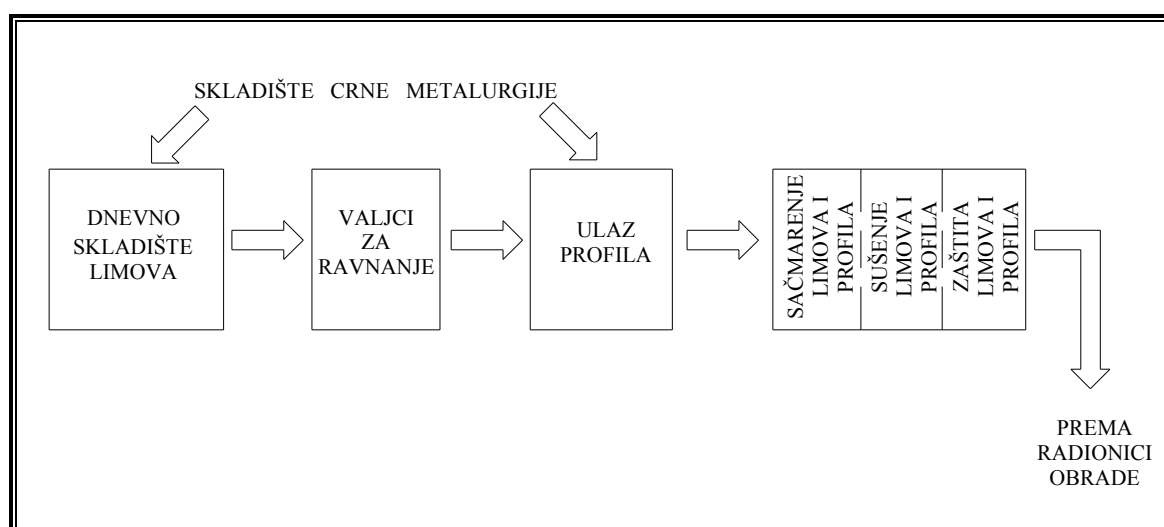 SKLADIŠTE CRNE METALURGIJE
DNEVNO
SKLADIŠTE
LIMOVA
VALJCI
ZA
RAVNANJE
ULAZ
PROFILA
SAČMARENJE
LIMOVA I
PROFILA
SUŠENJE
LIMOVA I
PROFILA
ZAŠTITA
LIMOVA I
PROFILA
PREMA
RADIONICI
OBRADE